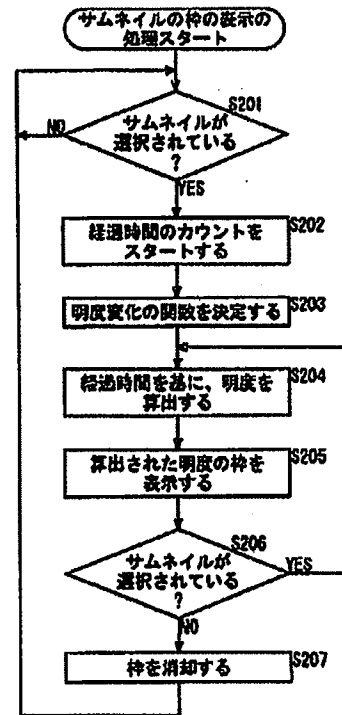 サムネイルの枠の表示の
処理スタート
S201
サムネイルが
選択されている
?
NO
YES
S202
経過時間のカウントを
スタートする
S203
明度変化の関数を決定する
S204
経過時間を基に、明度を
算出する
S205
算出された明度の枠を
表示する
S206
サムネイルが
選択されている
?
YES
NO
S207
枠を消却する